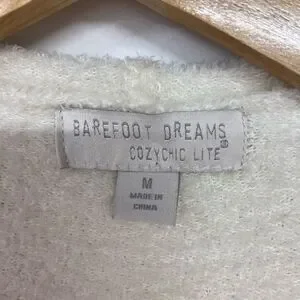 BAREFOOT DREAMS
COZYCHIC LITE®
M
MADE IN
CHINA